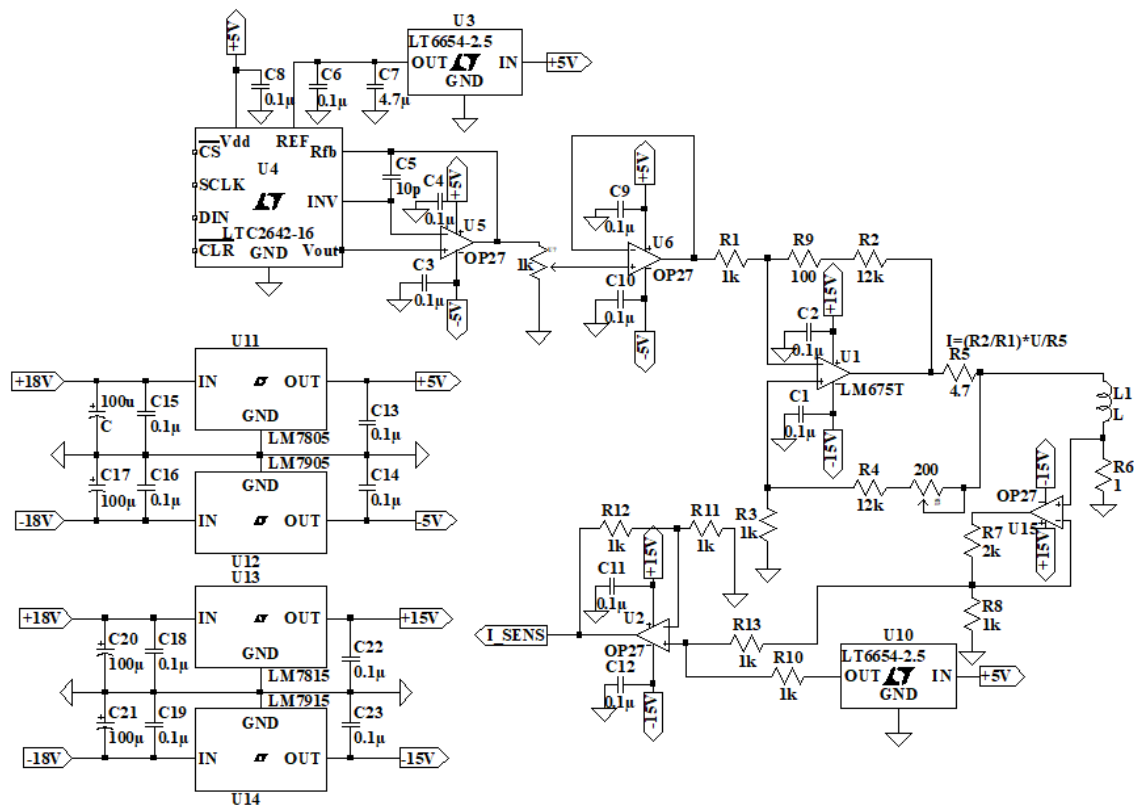 U3
LT6654-2.5
OUT
IN
GND
+5V
+5V
C8
0.1µ
C6
0.1µ
C7
4.7µ
Vdd
REF
Rfb
CS
U4
SCLK
INV
DIN
LTC2642-16
CLR
GND
Vout
C5
10p
C4
0.1µ
+5V
U5
OP27
C3
0.1µ
-5V
1k
C9
0.1µ
+5V
U6
OP27
C10
0.1µ
-5V
R1
1k
R9
100
R2
12k
+15V
C2
0.1µ
U1
LM675T
C1
0.1µ
-15V
I=(R2/R1)*U/R5
R5
4.7
L1
L
R6
1
R4
12k
200
R3
1k
OP27
-15V
U15
+15V
R7
2k
R8
1k
R12
1k
R11
1k
+15V
C11
0.1µ
U2
OP27
I_SENS
C12
0.1µ
-15V
R13
1k
R10
1k
U10
LT6654-2.5
OUT
IN
GND
+5V
U11
+18V
IN
OUT
+5V
GND
LM7805
100u
C
C15
0.1µ
C13
0.1µ
LM7905
GND
C17
100µ
C16
0.1µ
C14
0.1µ
-18V
IN
OUT
-5V
U12
U13
+18V
IN
OUT
+15V
GND
LM7815
C20
100µ
C18
0.1µ
C22
0.1µ
LM7915
GND
C21
100µ
C19
0.1µ
C23
0.1µ
-18V
IN
OUT
-15V
U14